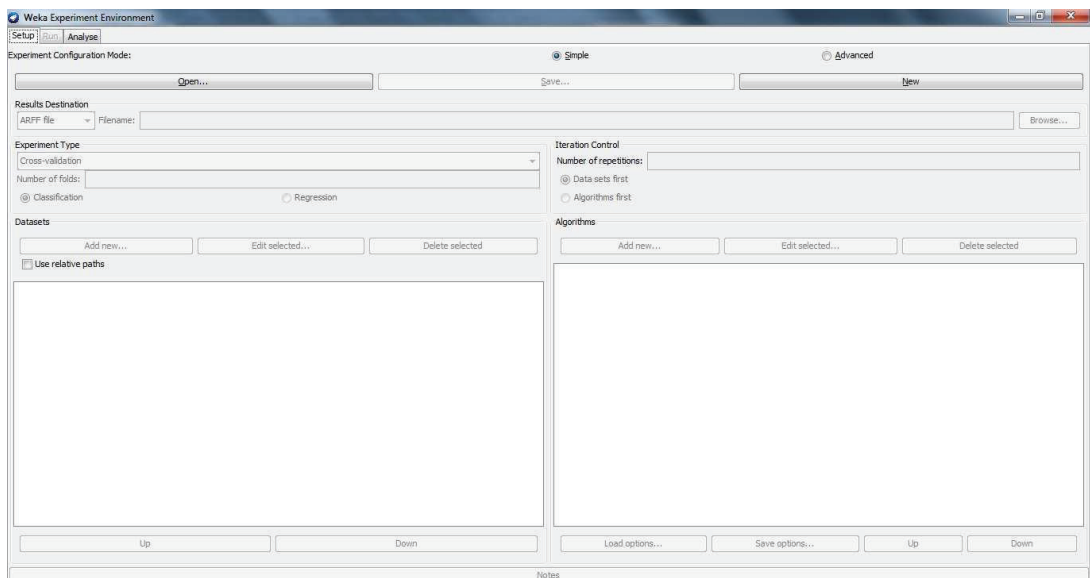 Weka Experiment Environment
Setup Run Analyse
Experiment Configuration Mode: Simple Advanced
Open... Save... New
Results Destination
ARFF file Filename: Browse...
Experiment Type
Cross-validation
Number of folds:
Classification Regression
Iteration Control
Number of repetitions:
Data sets first
Algorithms first
Datasets
Add new... Edit selected... Delete selected
Use relative paths
Up Down
Algorithms
Add new... Edit selected... Delete selected
Load options... Save options... Up Down
Notes